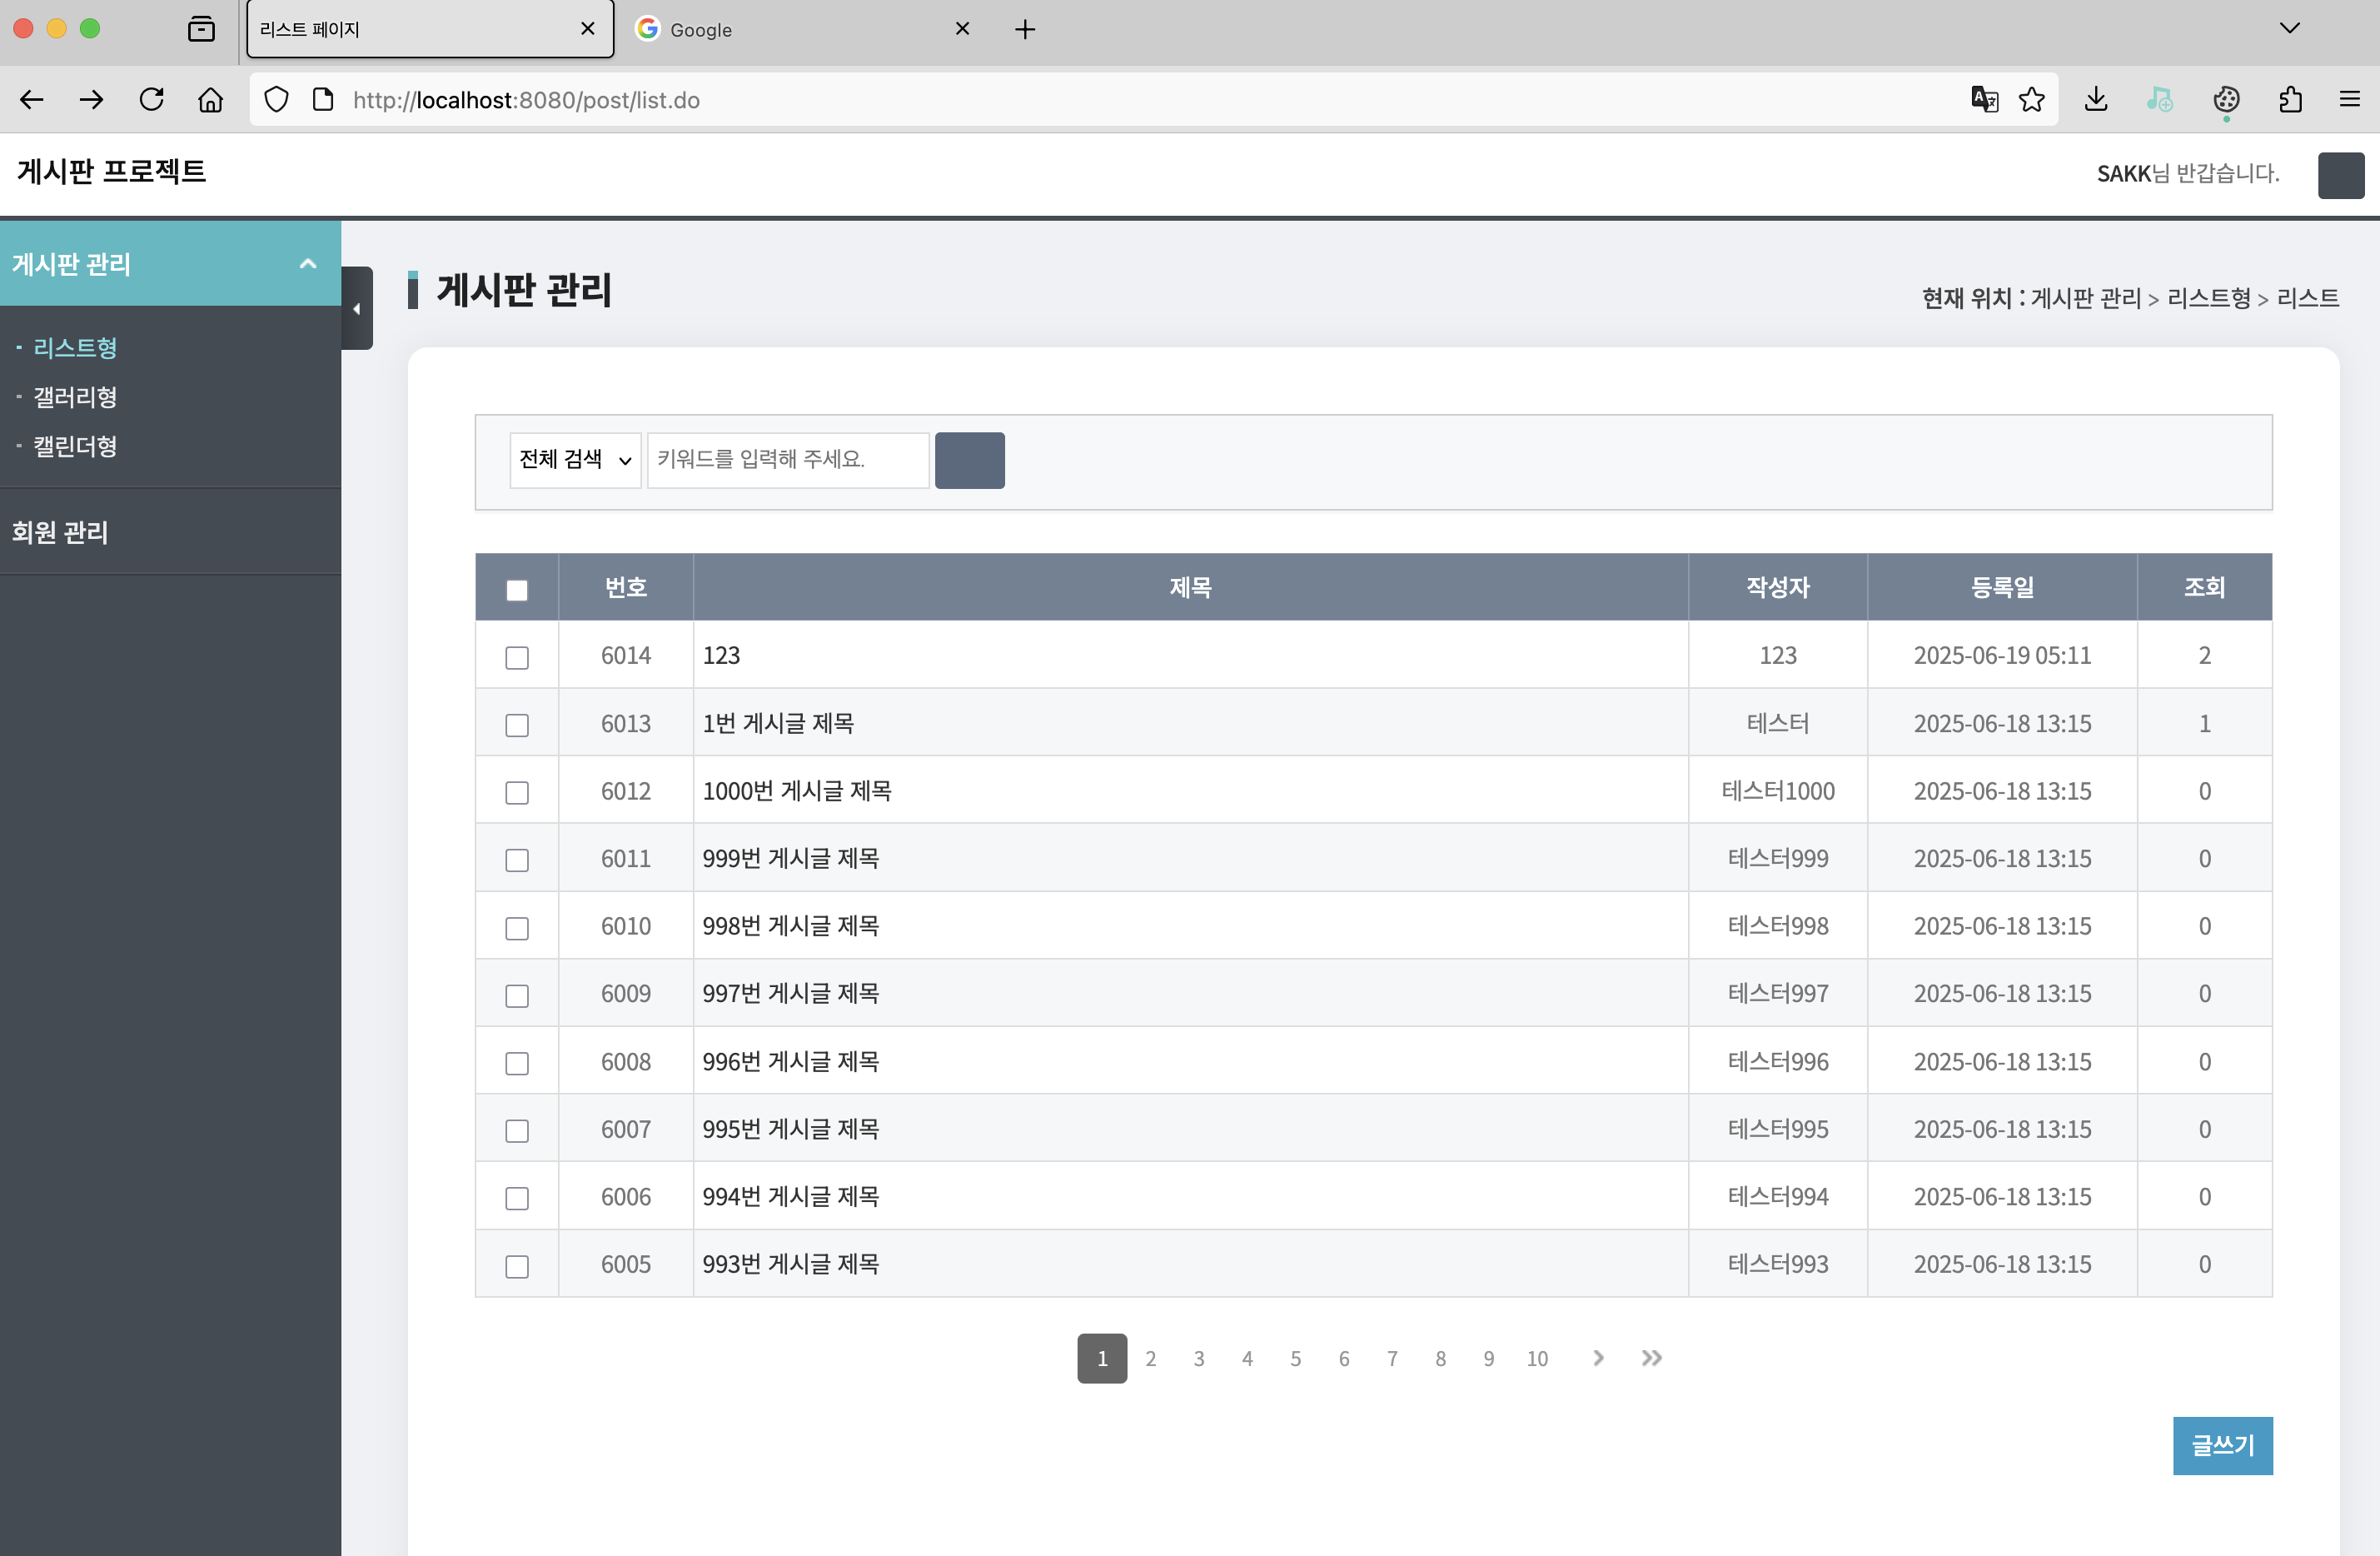 리스트 페이지
Google
http://localhost:8080/post/list.do
게시판 프로젝트
SAKK님 반갑습니다.
게시판 관리
리스트형
갤러리형
캘린더형
회원 관리
게시판 관리
현재 위치 : 게시판 관리 > 리스트형 > 리스트
전체 검색 키워드를 입력해 주세요.
번호 제목 작성자 등록일 조회
6014 123 123 2025-06-19 05:11 2
6013 1번 게시글 제목 테스터 2025-06-18 13:15 1
6012 1000번 게시글 제목 테스터1000 2025-06-18 13:15 0
6011 999번 게시글 제목 테스터999 2025-06-18 13:15 0
6010 998번 게시글 제목 테스터998 2025-06-18 13:15 0
6009 997번 게시글 제목 테스터997 2025-06-18 13:15 0
6008 996번 게시글 제목 테스터996 2025-06-18 13:15 0
6007 995번 게시글 제목 테스터995 2025-06-18 13:15 0
6006 994번 게시글 제목 테스터994 2025-06-18 13:15 0
6005 993번 게시글 제목 테스터993 2025-06-18 13:15 0
1 2 3 4 5 6 7 8 9 10
글쓰기